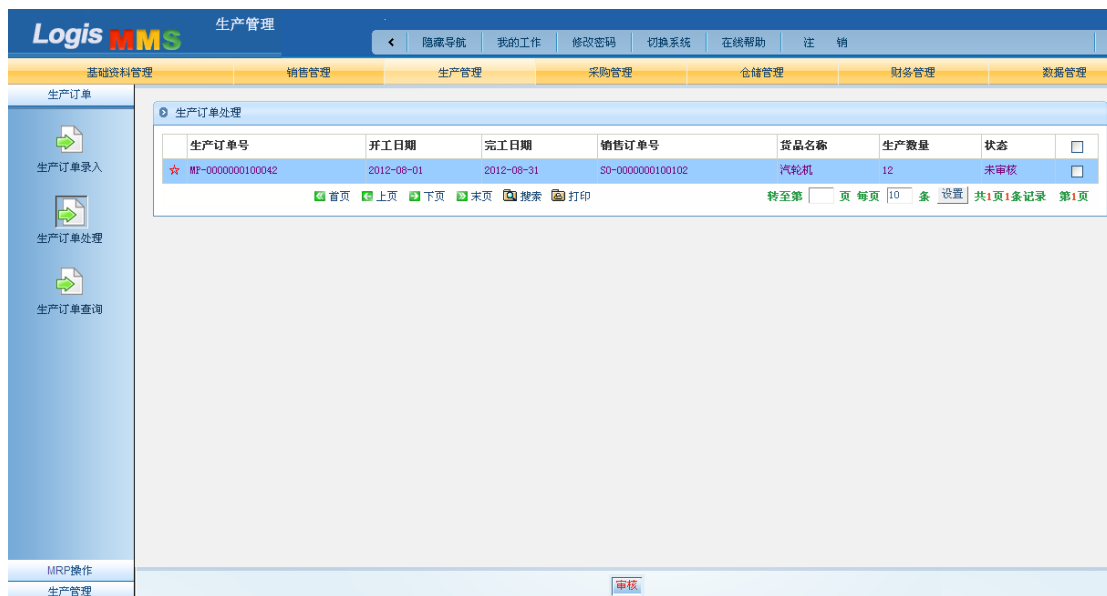 Logis MMS
生产管理
隐藏导航 我的工作 修改密码 切换系统 在线帮助 注 销
基础资料管理 销售管理 生产管理 采购管理 仓储管理 财务管理 数据管理
生产订单
生产订单处理
生产订单号 开工日期 完工日期 销售订单号 货品名称 生产数量 状态
MP-0000000100042 2012-08-01 2012-08-31 SO-0000000100102 汽轮机 12 未审核
首页 上页 下页 末页 搜索 打印 转至第 页 每页 10 条 设置 共1页1条记录 第1页
生产订单录入
生产订单处理
生产订单查询
MRP操作
生产管理
审核